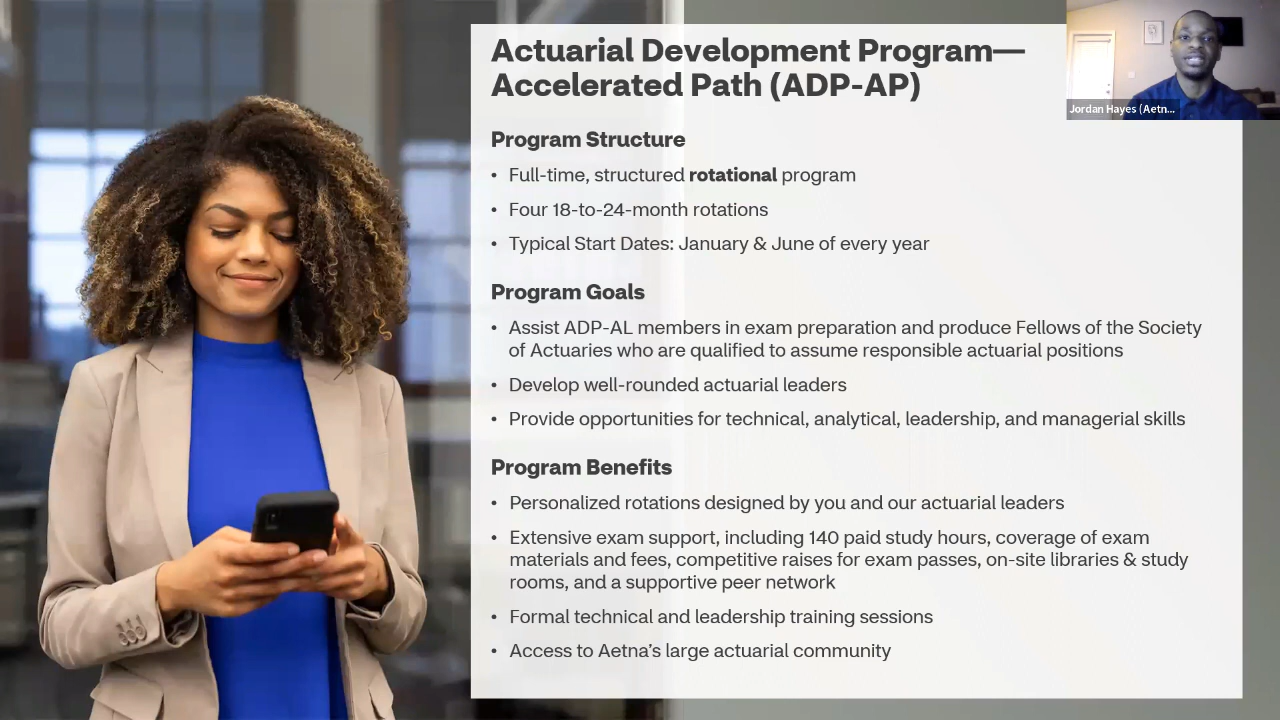 Actuarial Development Program—
Accelerated Path (ADP-AP)
Jordan Hayes (Aetn...
Program Structure
• Full-time, structured rotational program
• Four 18-to-24-month rotations
• Typical Start Dates: January & June of every year
Program Goals
• Assist ADP-AL members in exam preparation and produce Fellows of the Society
of Actuaries who are qualified to assume responsible actuarial positions
• Develop well-rounded actuarial leaders
• Provide opportunities for technical, analytical, leadership, and managerial skills
Program Benefits
• Personalized rotations designed by you and our actuarial leaders
• Extensive exam support, including 140 paid study hours, coverage of exam
materials and fees, competitive raises for exam passes, on-site libraries & study
rooms, and a supportive peer network
• Formal technical and leadership training sessions
• Access to Aetna’s large actuarial community